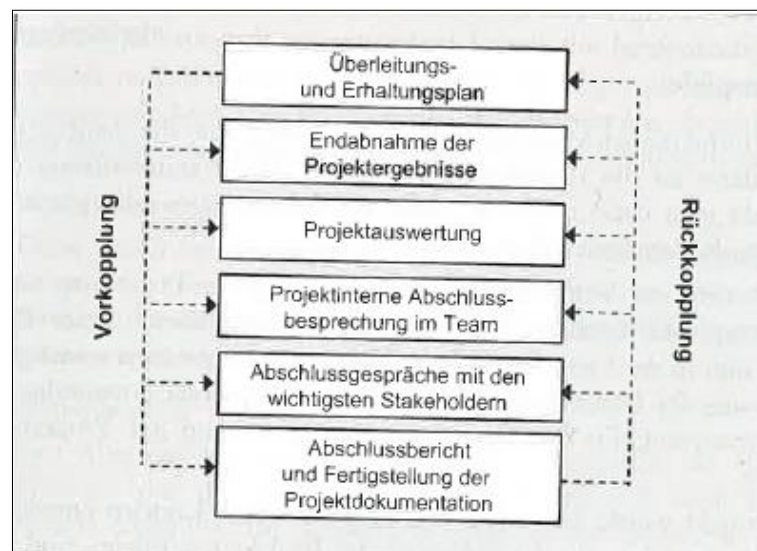 Überleitungs-
und Erhaltungsplan
Endabnahme der
Projektergebnisse
Projektauswertung
Projektinterne Abschluss-
besprechung im Team
Abschlussgespräche mit den
wichtigsten Stakeholdern
Abschlussbericht
und Fertigstellung der
Projektdokumentation
Vorkopplung
Rückkopplung